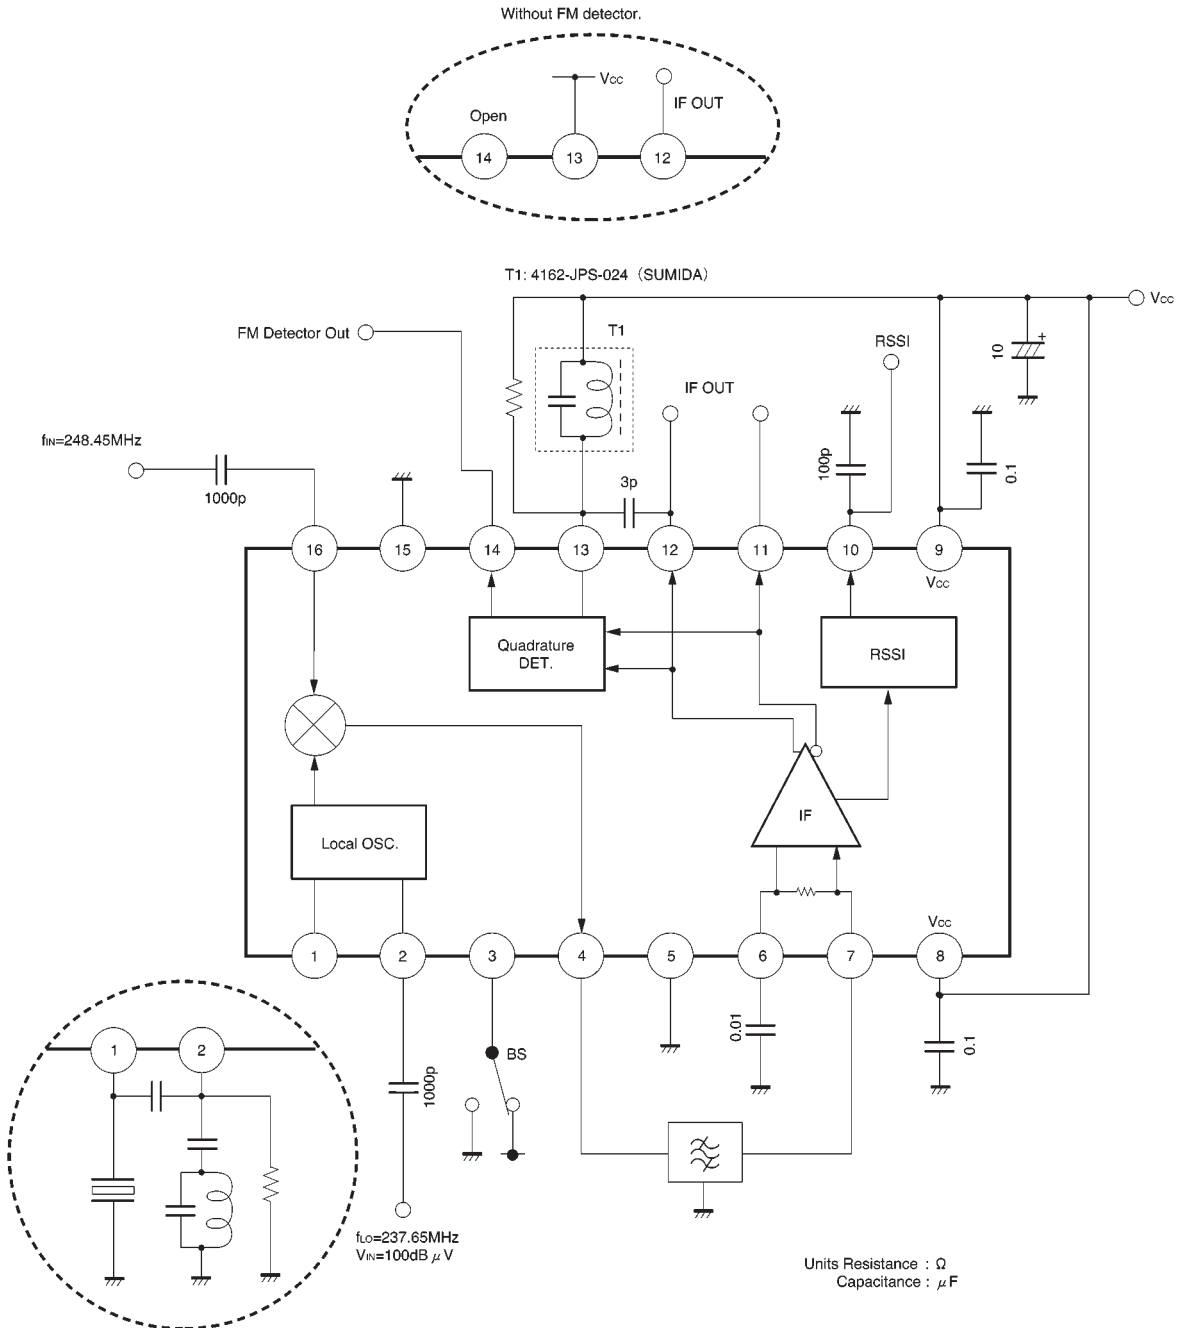 Without FM detector.
Vcc
IF OUT
Open
14
13
12
T1: 4162-JPS-024（SUMIDA）
Vcc
FM Detector Out
T1
RSSI
10
+
IF OUT
fIN=248.45MHz
1000p
3p
100p
0.1
16
15
14
13
12
11
10
9
Vcc
Quadrature
DET.
RSSI
IF
Local OSC.
Vcc
1
2
3
4
5
6
7
8
1
2
1000p
BS
0.01
0.1
fLO=237.65MHz
VIN=100dB μ V
Units Resistance : Ω
Capacitance : μ F